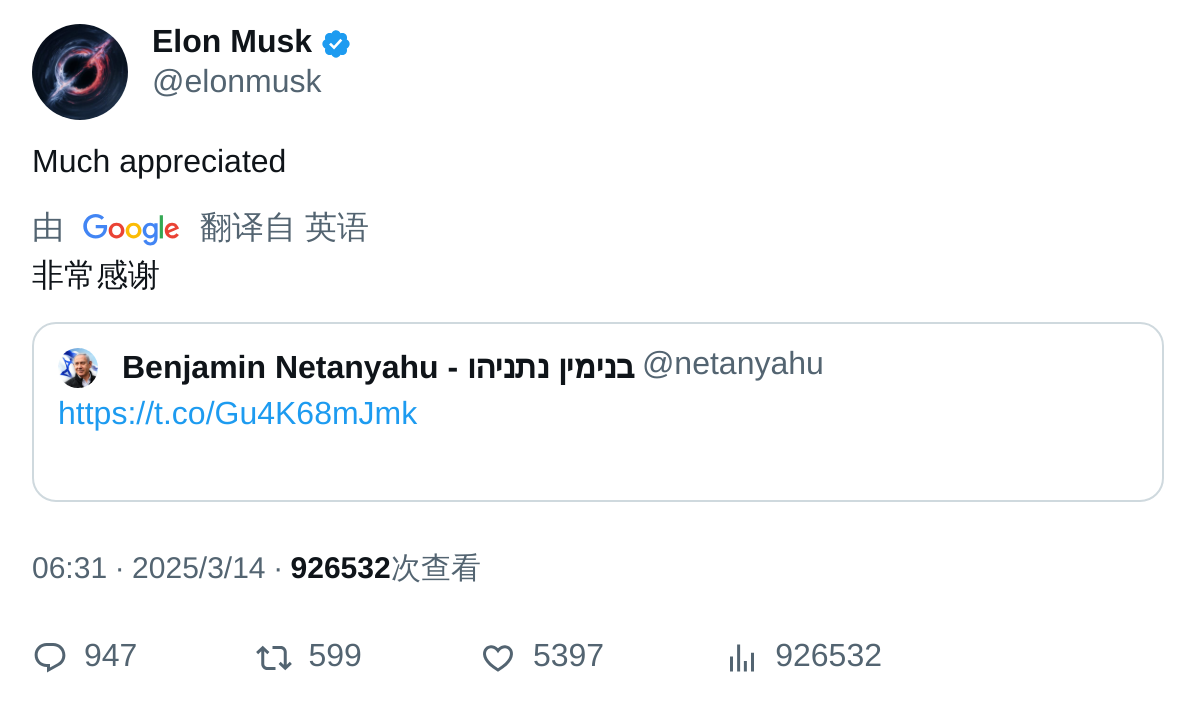 Elon Musk
@elonmusk
Much appreciated
由 Google 翻译自 英语
非常感谢
Benjamin Netanyahu - בנימין נתניהו @netanyahu
https://t.co/Gu4K68mJmk
06:31 · 2025/3/14 · 926532次查看
947 599 5397 926532